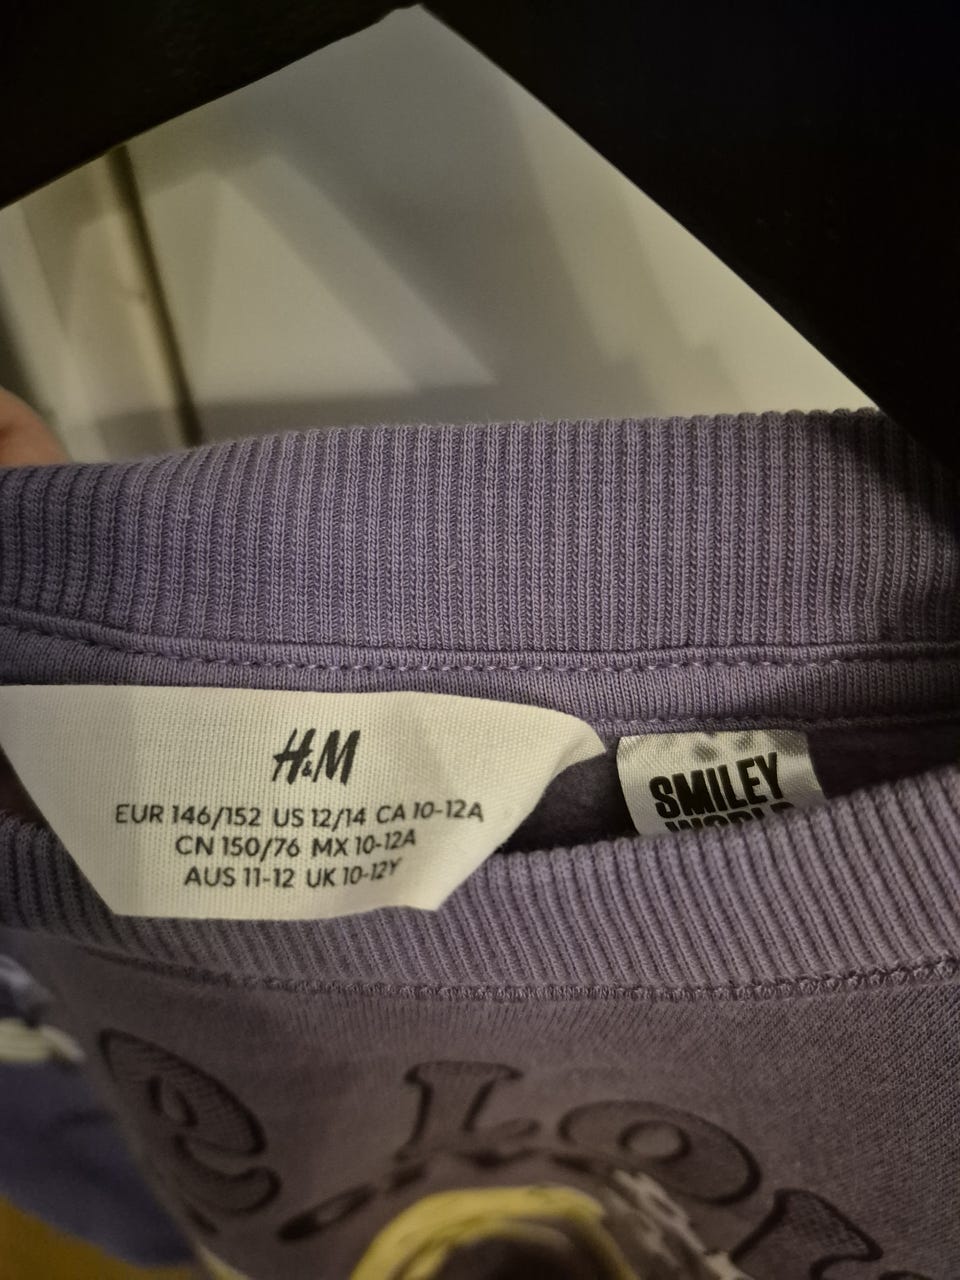 H&M
EUR 146/152 US 12/14 CA 10-12A
CN 150/76 MX 10-12A
AUS 11-12 UK 10-12Y
SMILEY
WORLD